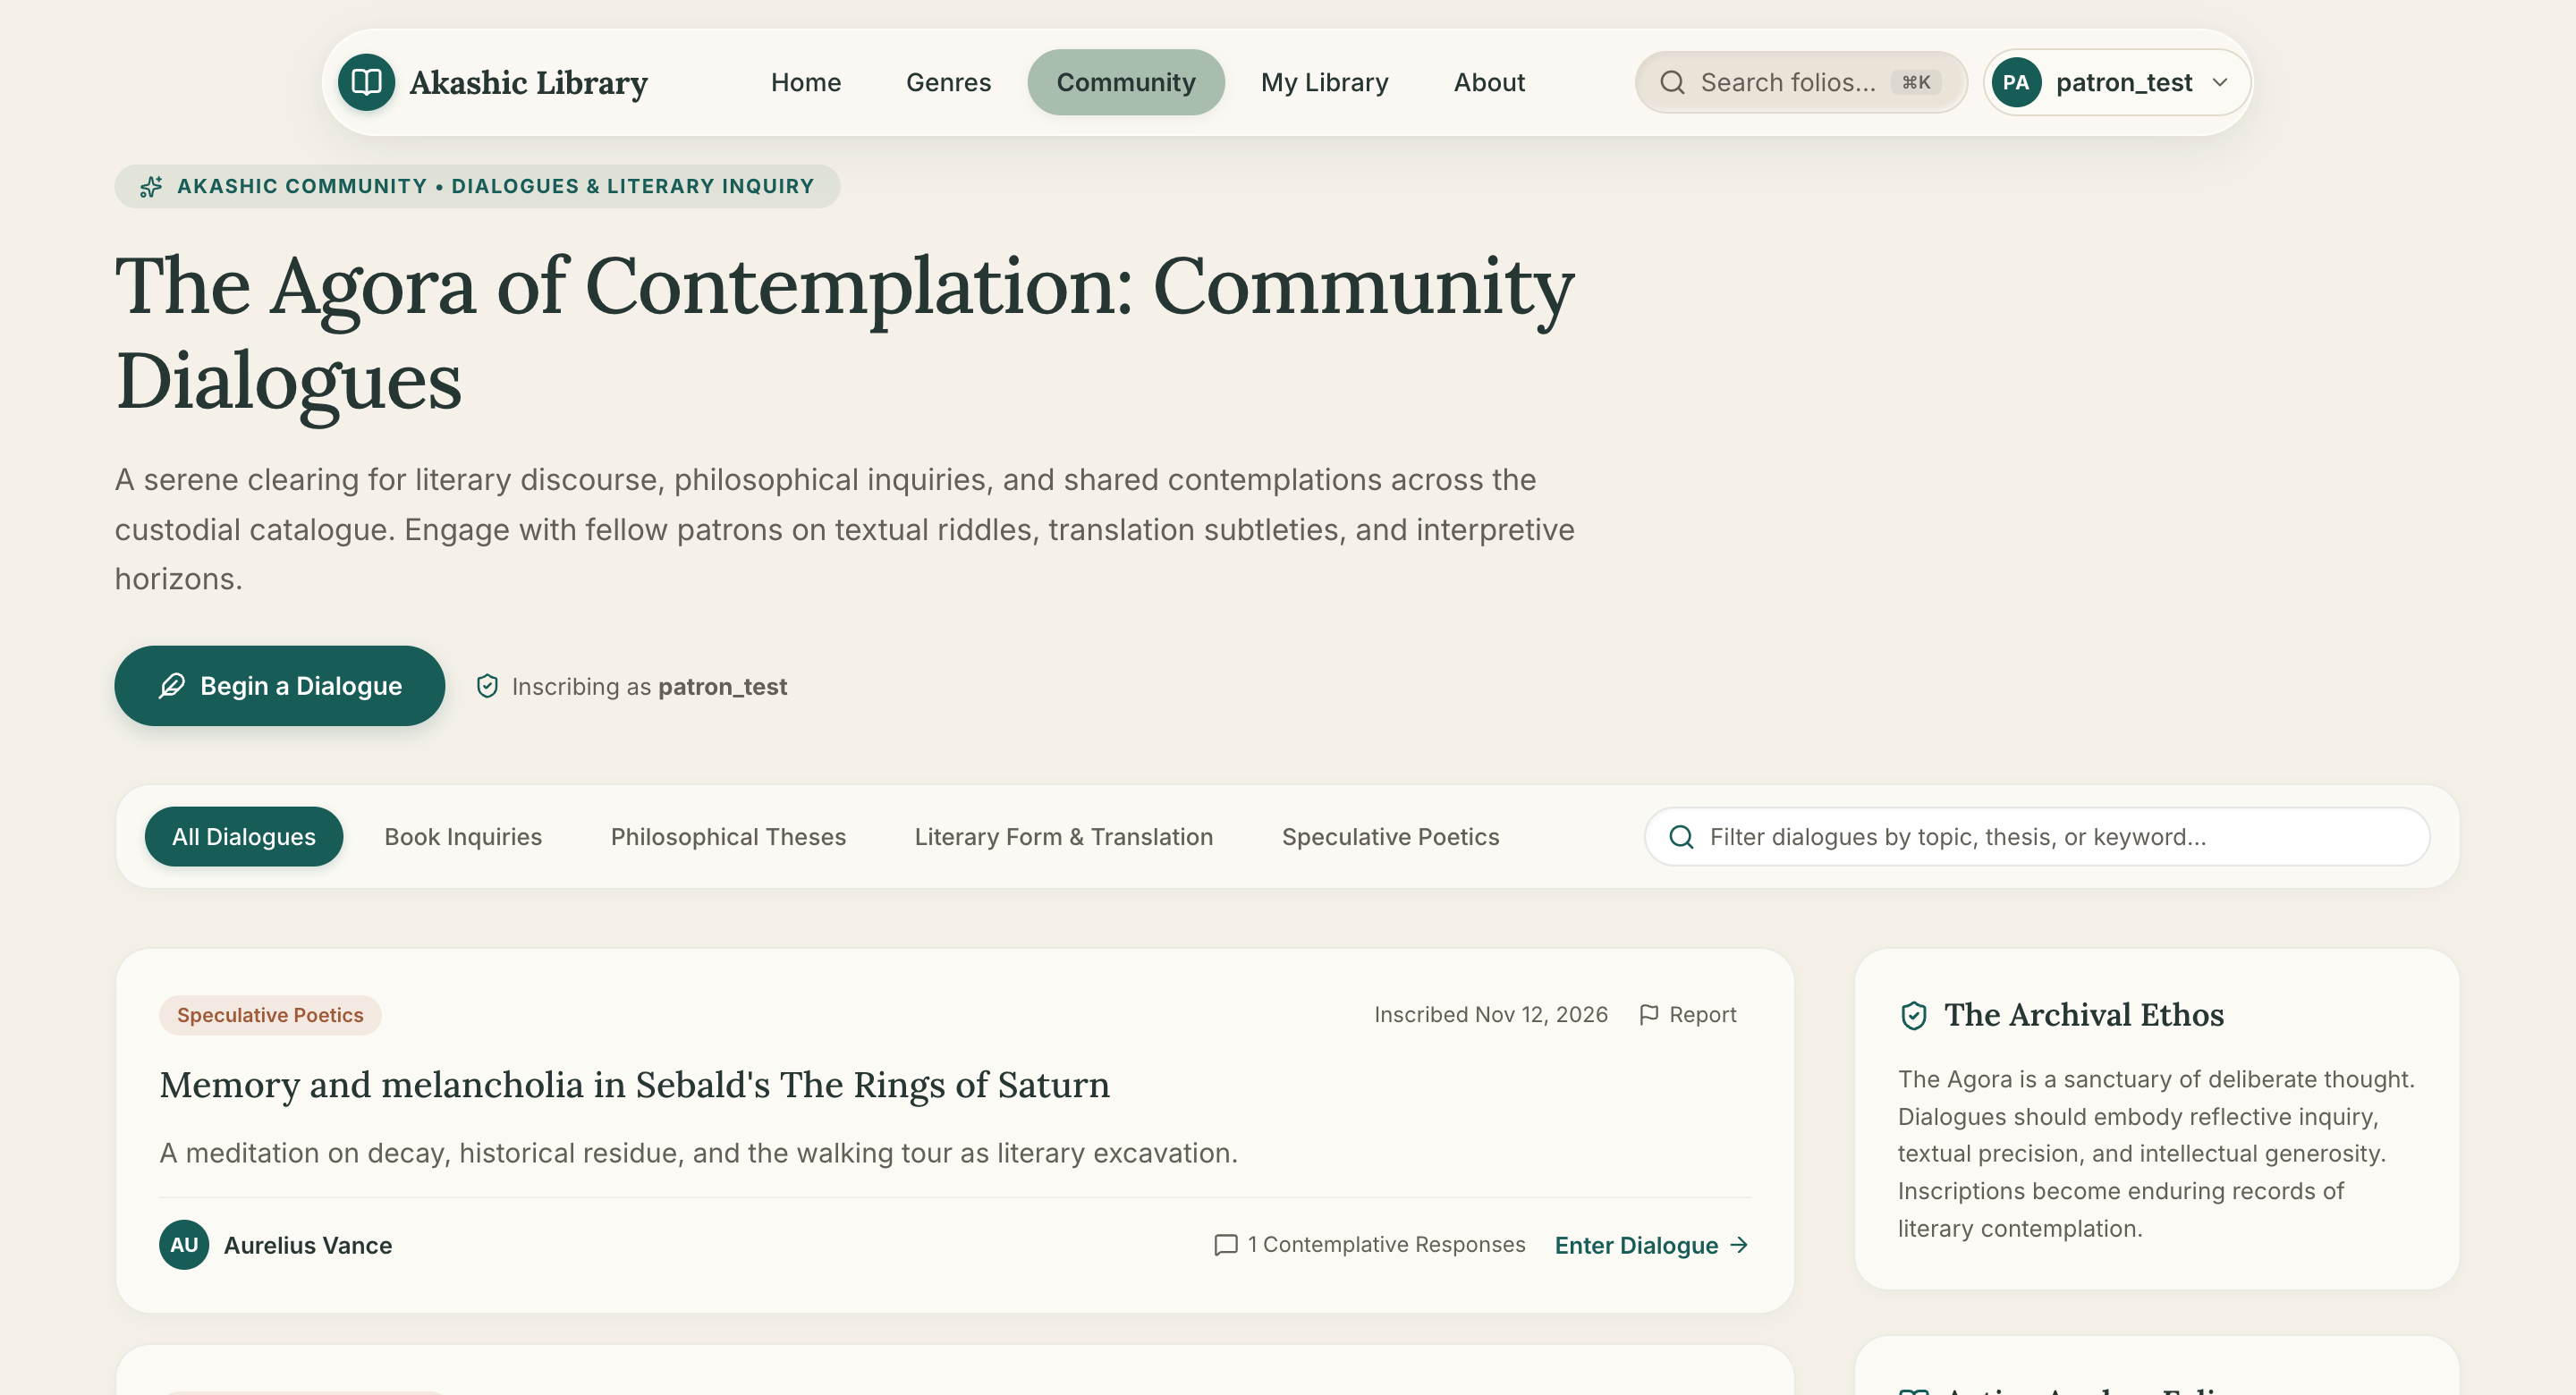 Akashic Library
Home
Genres
Community
My Library
About
Search folios...
⌘K
PA
patron_test
AKASHIC COMMUNITY • DIALOGUES & LITERARY INQUIRY
The Agora of Contemplation: Community
Dialogues
A serene clearing for literary discourse, philosophical inquiries, and shared contemplations across the
custodial catalogue. Engage with fellow patrons on textual riddles, translation subtleties, and interpretive
horizons.
Begin a Dialogue
Inscribing as patron_test
All Dialogues
Book Inquiries
Philosophical Theses
Literary Form & Translation
Speculative Poetics
Filter dialogues by topic, thesis, or keyword...
Speculative Poetics
Inscribed Nov 12, 2026
Report
Memory and melancholia in Sebald's The Rings of Saturn
A meditation on decay, historical residue, and the walking tour as literary excavation.
AU
Aurelius Vance
1 Contemplative Responses
Enter Dialogue →
The Archival Ethos
The Agora is a sanctuary of deliberate thought.
Dialogues should embody reflective inquiry,
textual precision, and intellectual generosity.
Inscriptions become enduring records of
literary contemplation.